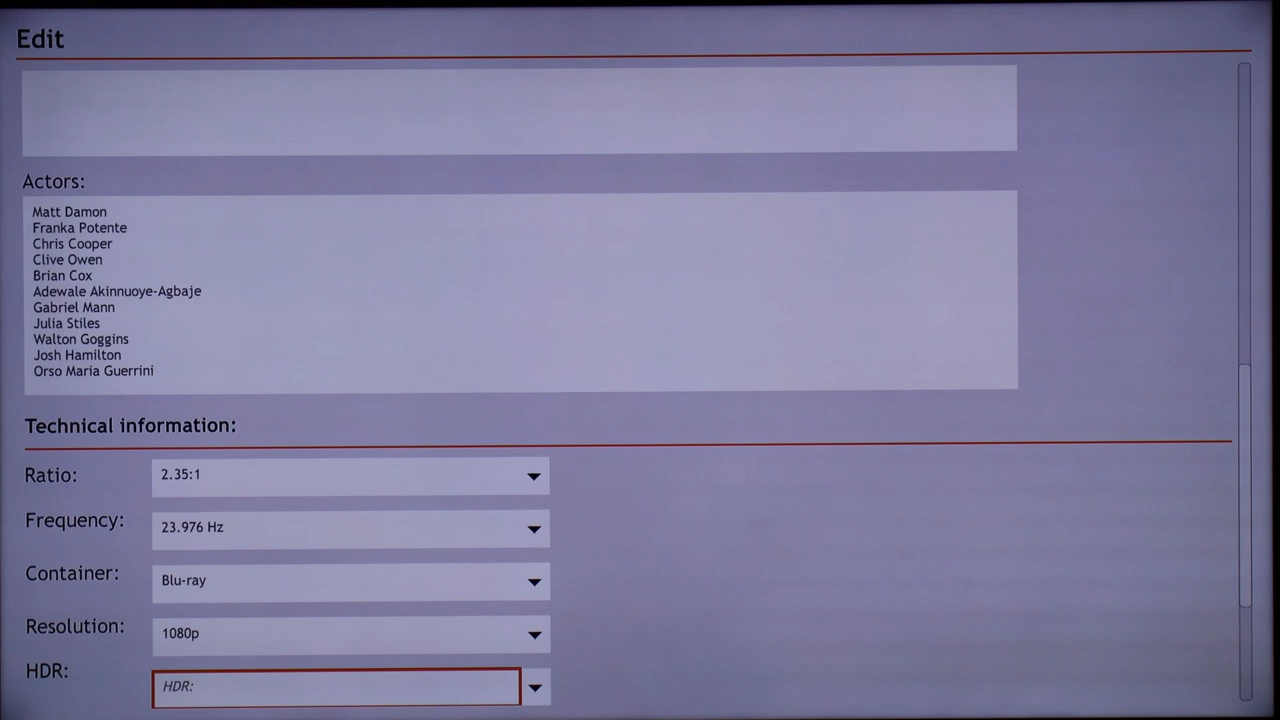 Edit
Actors:
Matt Damon
Franka Potente
Chris Cooper
Clive Owen
Brian Cox
Adewale Akinnuoye-Agbaje
Gabriel Mann
Julia Stiles
Walton Goggins
Josh Hamilton
Orso Maria Guerrini
Technical information:
Ratio: 2.35:1
Frequency: 23.976 Hz
Container: Blu-ray
Resolution: 1080p
HDR: HDR: